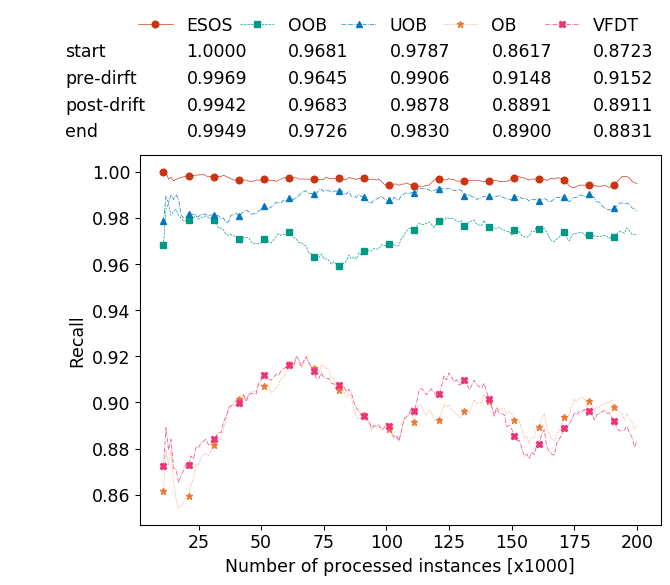 ESOS OOB UOB OB VFDT
start 1.0000 0.9681 0.9787 0.8617 0.8723
pre-dirft 0.9969 0.9645 0.9906 0.9148 0.9152
post-drift 0.9942 0.9683 0.9878 0.8891 0.8911
end 0.9949 0.9726 0.9830 0.8900 0.8831
1.00
0.98
0.96
0.94
0.92
0.90
0.88
0.86
Recall
25 50 75 100 125 150 175 200
Number of processed instances [x1000]